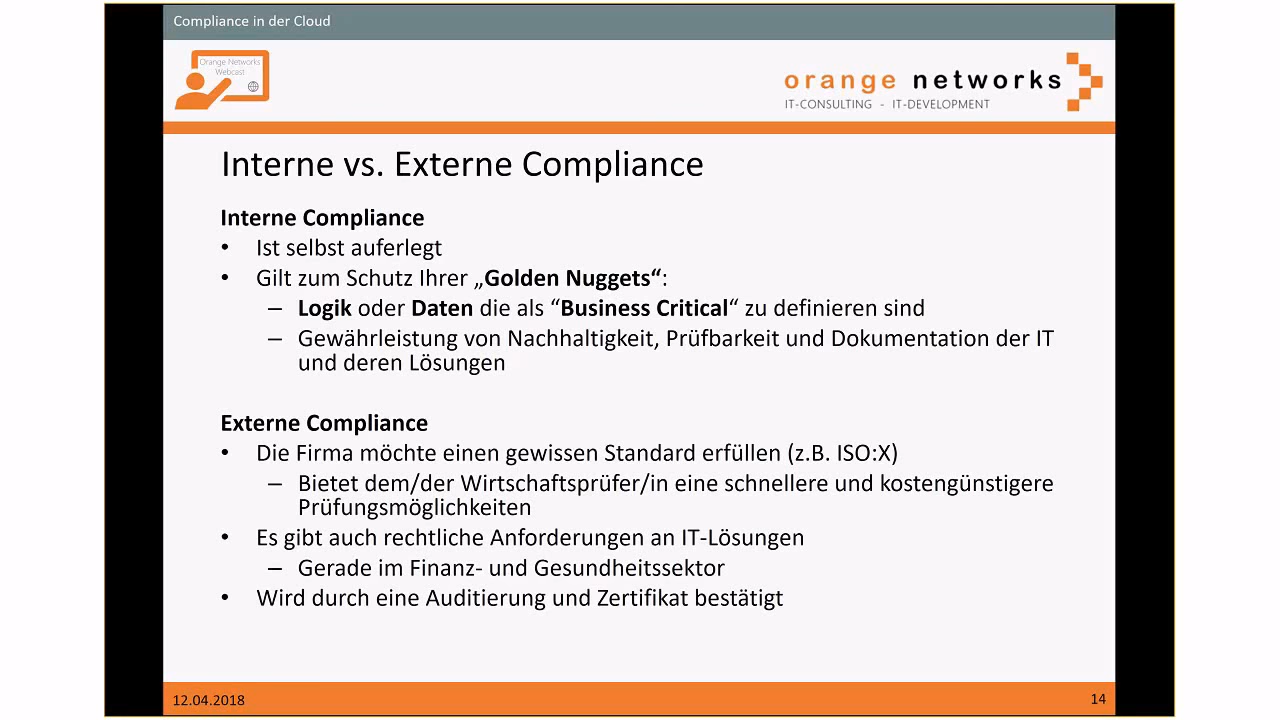 Compliance in der Cloud
Orange Networks
Webcast
orange networks
IT-CONSULTING - IT-DEVELOPMENT
Interne vs. Externe Compliance
Interne Compliance
• Ist selbst auferlegt
• Gilt zum Schutz Ihrer „Golden Nuggets“:
– Logik oder Daten die als “Business Critical“ zu definieren sind
– Gewährleistung von Nachhaltigkeit, Prüfbarkeit und Dokumentation der IT
und deren Lösungen
Externe Compliance
• Die Firma möchte einen gewissen Standard erfüllen (z.B. ISO:X)
– Bietet dem/der Wirtschaftsprüfer/in eine schnellere und kostengünstigere
Prüfungsmöglichkeiten
• Es gibt auch rechtliche Anforderungen an IT-Lösungen
– Gerade im Finanz- und Gesundheitssektor
• Wird durch eine Auditierung und Zertifikat bestätigt
12.04.2018
14